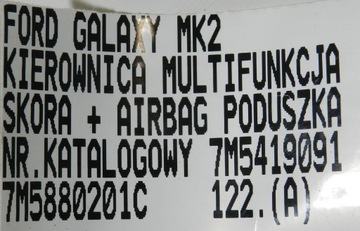 FORD GALAXY MK2
KIEROWNICA MULTIFUNKCJA
SKORA + AIRBAG PODUSZKA
NR.KATALOGOWY 7M5419091
7M5880201C 122.(A)